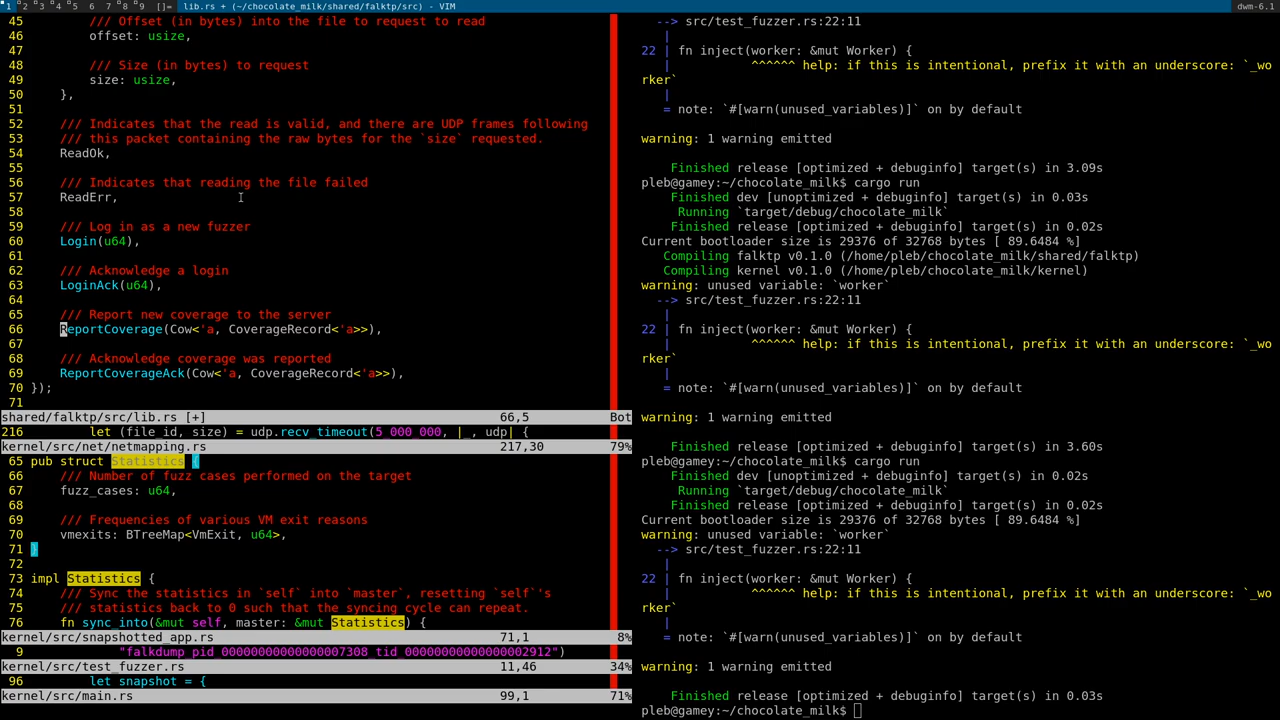 1 2 3 4 5 6 7 8 9 []= lib.rs + (~/chocolate_milk/shared/falktp/src) - VIM dwm-6.1
45 /// Offset (in bytes) into the file to request to read
46 offset: usize,
47
48 /// Size (in bytes) to request
49 size: usize,
50 },
51
52 /// Indicates that the read is valid, and there are UDP frames following
53 /// this packet containing the raw bytes for the `size` requested.
54 ReadOk,
55
56 /// Indicates that reading the file failed
57 ReadErr,
58
59 /// Log in as a new fuzzer
60 Login(u64),
61
62 /// Acknowledge a login
63 LoginAck(u64),
64
65 /// Report new coverage to the server
66 ReportCoverage(Cow<'a, CoverageRecord<'a>>),
67
68 /// Acknowledge coverage was reported
69 ReportCoverageAck(Cow<'a, CoverageRecord<'a>>),
70 });
71
shared/falktp/src/lib.rs [+] 66,5 Bot
216 let (file_id, size) = udp.recv_timeout(5_000_000, |_, udp| {
kernel/src/net/netmapping.rs 217,30 79%
65 pub struct Statistics {
66 /// Number of fuzz cases performed on the target
67 fuzz_cases: u64,
68
69 /// Frequencies of various VM exit reasons
70 vmexits: BTreeMap<VmExit, u64>,
71 }
72
73 impl Statistics {
74 /// Sync the statistics in `self` into `master`, resetting `self`'s
75 /// statistics back to 0 such that the syncing cycle can repeat.
76 fn sync_into(&mut self, master: &mut Statistics) {
kernel/src/snapshotted_app.rs 71,1 8%
9 "falkdump_pid_00000000000000007308_tid_00000000000000002912")
kernel/src/test_fuzzer.rs 11,46 34%
96 let snapshot = {
kernel/src/main.rs 99,1 71%
--> src/test_fuzzer.rs:22:11
|
22 | fn inject(worker: &mut Worker) {
| ^^^^^^ help: if this is intentional, prefix it with an underscore: `_wo
rker`
|
= note: `#[warn(unused_variables)]` on by default
warning: 1 warning emitted
Finished release [optimized + debuginfo] target(s) in 3.09s
pleb@gamey:~/chocolate_milk$ cargo run
Finished dev [unoptimized + debuginfo] target(s) in 0.03s
Running `target/debug/chocolate_milk`
Finished release [optimized + debuginfo] target(s) in 0.02s
Current bootloader size is 29376 of 32768 bytes [ 89.6484 %]
Compiling falktp v0.1.0 (/home/pleb/chocolate_milk/shared/falktp)
Compiling kernel v0.1.0 (/home/pleb/chocolate_milk/kernel)
warning: unused variable: `worker`
--> src/test_fuzzer.rs:22:11
|
22 | fn inject(worker: &mut Worker) {
| ^^^^^^ help: if this is intentional, prefix it with an underscore: `_wo
rker`
|
= note: `#[warn(unused_variables)]` on by default
warning: 1 warning emitted
Finished release [optimized + debuginfo] target(s) in 3.60s
pleb@gamey:~/chocolate_milk$ cargo run
Finished dev [unoptimized + debuginfo] target(s) in 0.02s
Running `target/debug/chocolate_milk`
Finished release [optimized + debuginfo] target(s) in 0.02s
Current bootloader size is 29376 of 32768 bytes [ 89.6484 %]
warning: unused variable: `worker`
--> src/test_fuzzer.rs:22:11
|
22 | fn inject(worker: &mut Worker) {
| ^^^^^^ help: if this is intentional, prefix it with an underscore: `_wo
rker`
|
= note: `#[warn(unused_variables)]` on by default
warning: 1 warning emitted
Finished release [optimized + debuginfo] target(s) in 0.03s
pleb@gamey:~/chocolate_milk$